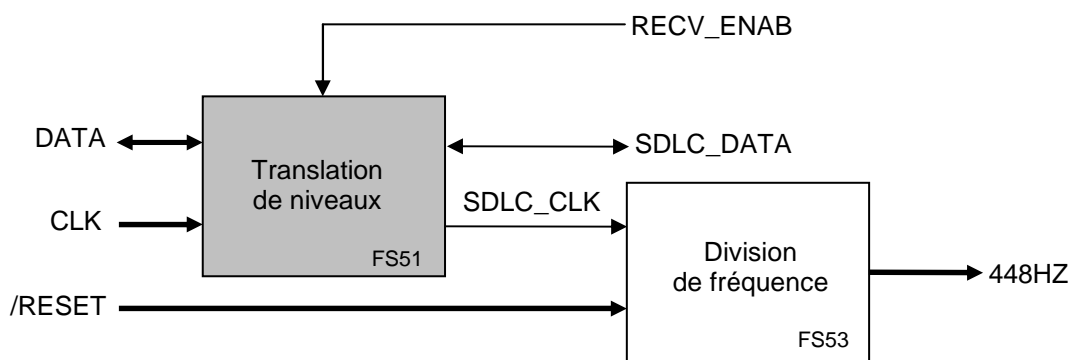 RECV_ENAB
DATA
Translation
de niveaux
SDLC_DATA
CLK
SDLC_CLK
FS51
Division
de fréquence
448HZ
/RESET
FS53